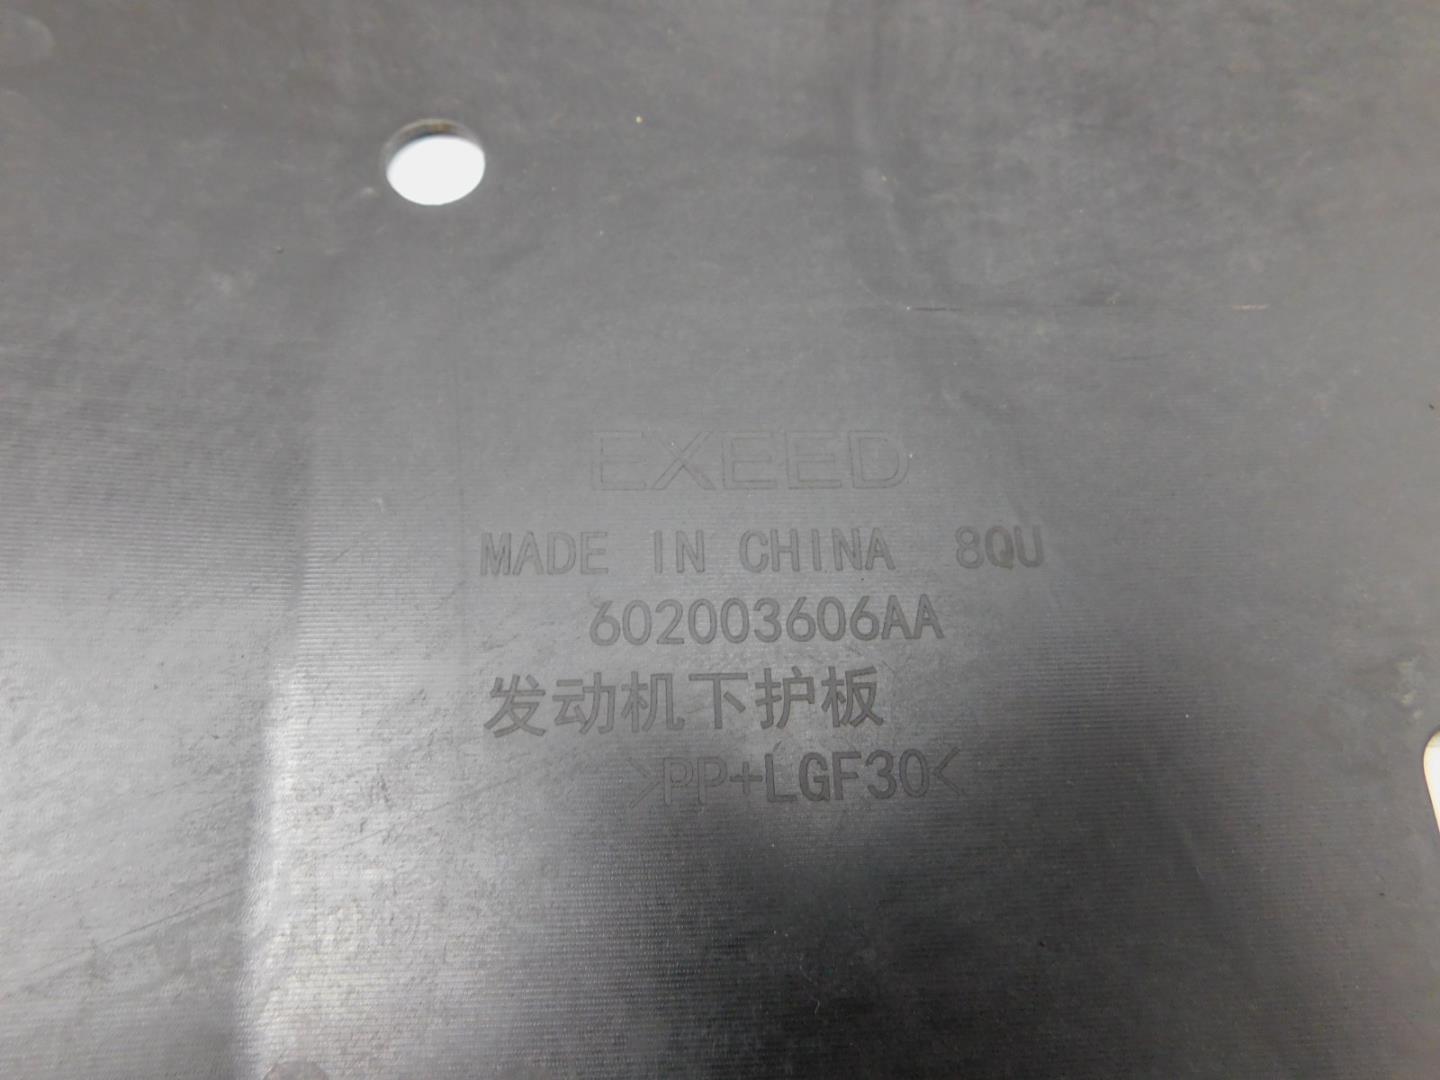 EXEED
MADE IN CHINA 8QU
602003606AA
发动机下护板
>PP+LGF30<